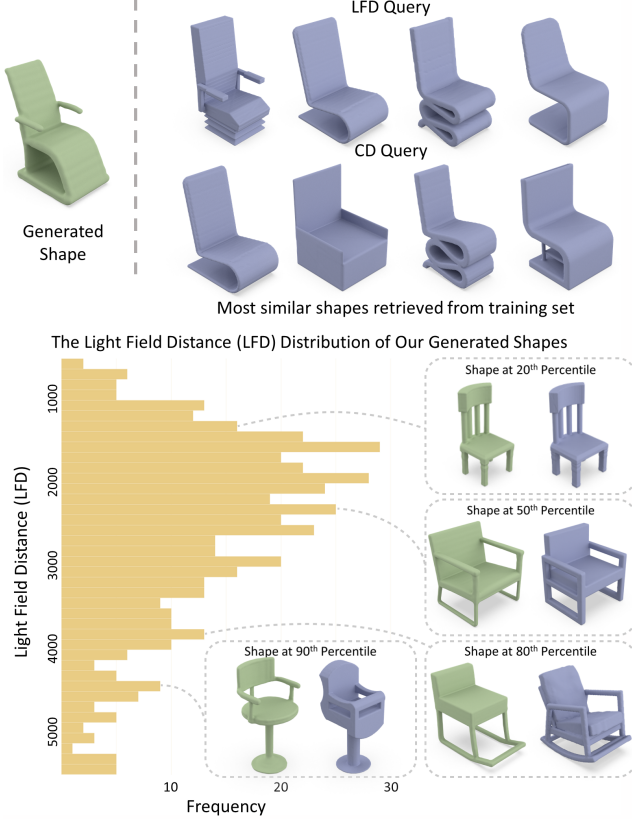 LFD Query
CD Query
Generated
Shape
Most similar shapes retrieved from training set
The Light Field Distance (LFD) Distribution of Our Generated Shapes
Light Field Distance (LFD)
1000
2000
3000
4000
5000
Shape at 20th Percentile
Shape at 50th Percentile
Shape at 90th Percentile
Shape at 80th Percentile
10
20
30
Frequency